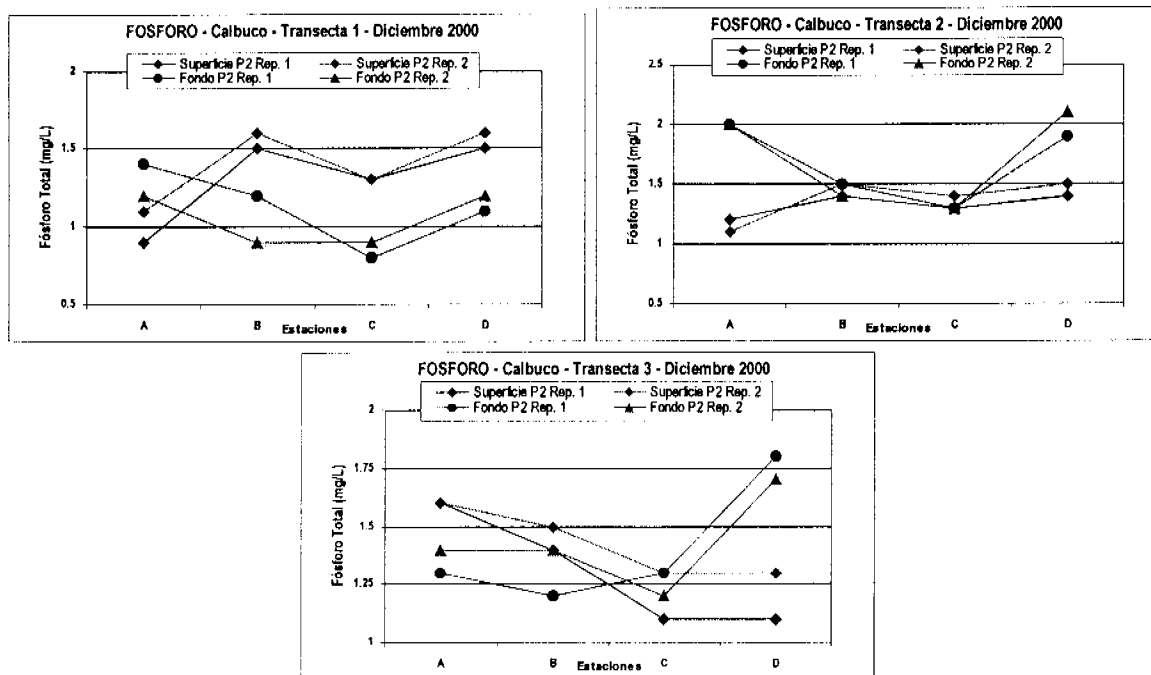 FOSFORO - Calbuco - Transecta 1 - Diciembre 2000
Superficie P2 Rep. 1
Superficie P2 Rep. 2
Fondo P2 Rep. 1
Fondo P2 Rep. 2
Fósforo Total (mg/L)
2
1.5
1
0.5
A
B
C
D
Estaciones
FOSFORO - Calbuco - Transecta 2 - Diciembre 2000
Superficie P2 Rep. 1
Superficie P2 Rep. 2
Fondo P2 Rep. 1
Fondo P2 Rep. 2
Fósforo Total (mg/L)
2.5
2
1.5
1
0.5
A
B
C
D
Estaciones
FOSFORO - Calbuco - Transecta 3 - Diciembre 2000
Superficie P2 Rep. 1
Superficie P2 Rep. 2
Fondo P2 Rep. 1
Fondo P2 Rep. 2
Fósforo Total (mg/L)
2
1.75
1.5
1.25
1
A
B
C
D
Estaciones